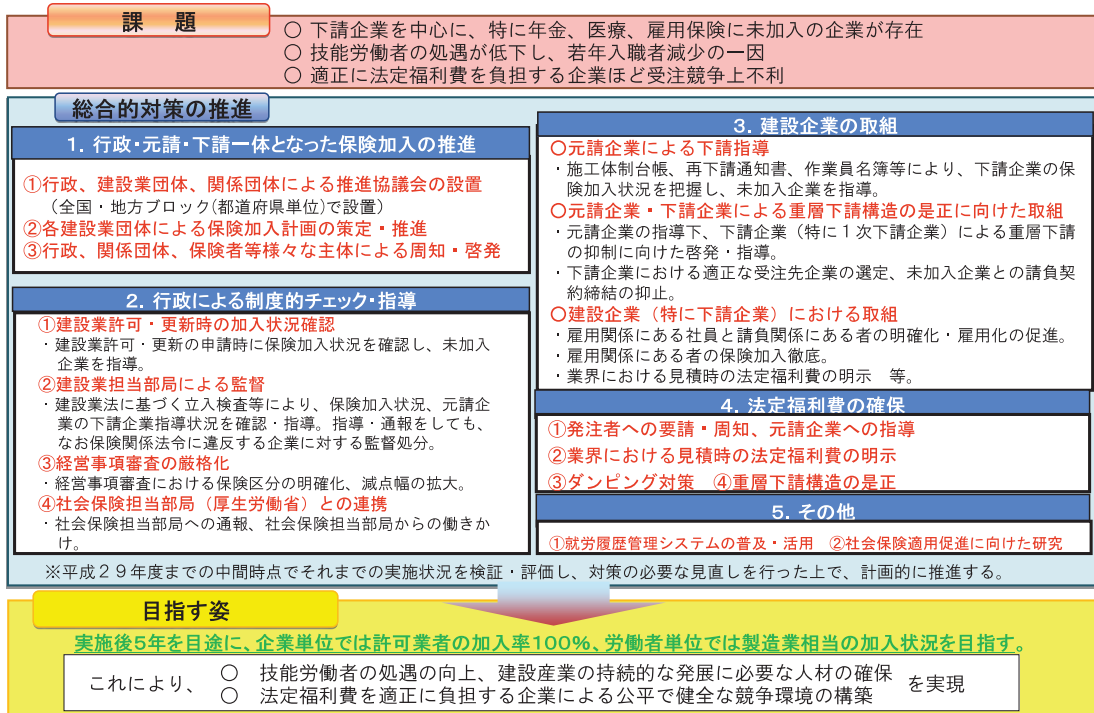 課 題
○ 下請企業を中心に、特に年金、医療、雇用保険に未加入の企業が存在
○ 技能労働者の処遇が低下し、若年入職者減少の一因
○ 適正に法定福利費を負担する企業ほど受注競争上不利
総合的対策の推進
1. 行政・元請・下請一体となった保険加入の推進
①行政、建設業団体、関係団体による推進協議会の設置
（全国・地方ブロック(都道府県単位)で設置）
②各建設業団体による保険加入計画の策定・推進
③行政、関係団体、保険者等様々な主体による周知・啓発
2. 行政による制度的チェック・指導
①建設業許可・更新時の加入状況確認
・建設業許可・更新の申請時に保険加入状況を確認し、未加入
企業を指導。
②建設業担当部局による監督
・建設業法に基づく立入検査等により、保険加入状況、元請企
業の下請企業指導状況を確認・指導。指導・通報をしても、
なお保険関係法令に違反する企業に対する監督処分。
③経営事項審査の厳格化
・経営事項審査における保険区分の明確化、減点幅の拡大。
④社会保険担当部局（厚生労働省）との連携
・社会保険担当部局への通報、社会保険担当部局からの働きか
け。
3. 建設企業の取組
○元請企業による下請指導
・施工体制台帳、再下請通知書、作業員名簿等により、下請企業の保
険加入状況を把握し、未加入企業を指導。
○元請企業・下請企業による重層下請構造の是正に向けた取組
・元請企業の指導下、下請企業（特に１次下請企業）による重層下請
の抑制に向けた啓発・指導。
・下請企業における適正な受注先企業の選定、未加入企業との請負契
約締結の抑止。
○建設企業（特に下請企業）における取組
・雇用関係にある社員と請負関係にある者の明確化・雇用化の促進。
・雇用関係にある者の保険加入徹底。
・業界における見積時の法定福利費の明示 等。
4. 法定福利費の確保
①発注者への要請・周知、元請企業への指導
②業界における見積時の法定福利費の明示
③ダンピング対策 ④重層下請構造の是正
5. その他
①就労履歴管理システムの普及・活用 ②社会保険適用促進に向けた研究
※平成２９年度までの中間時点でそれまでの実施状況を検証・評価し、対策の必要な見直しを行った上で、計画的に推進する。
目指す姿
実施後5年を目途に、企業単位では許可業者の加入率100%、労働者単位では製造業相当の加入状況を目指す。
これにより、 ○ 技能労働者の処遇の向上、建設産業の持続的な発展に必要な人材の確保
○ 法定福利費を適正に負担する企業による公平で健全な競争環境の構築 を実現